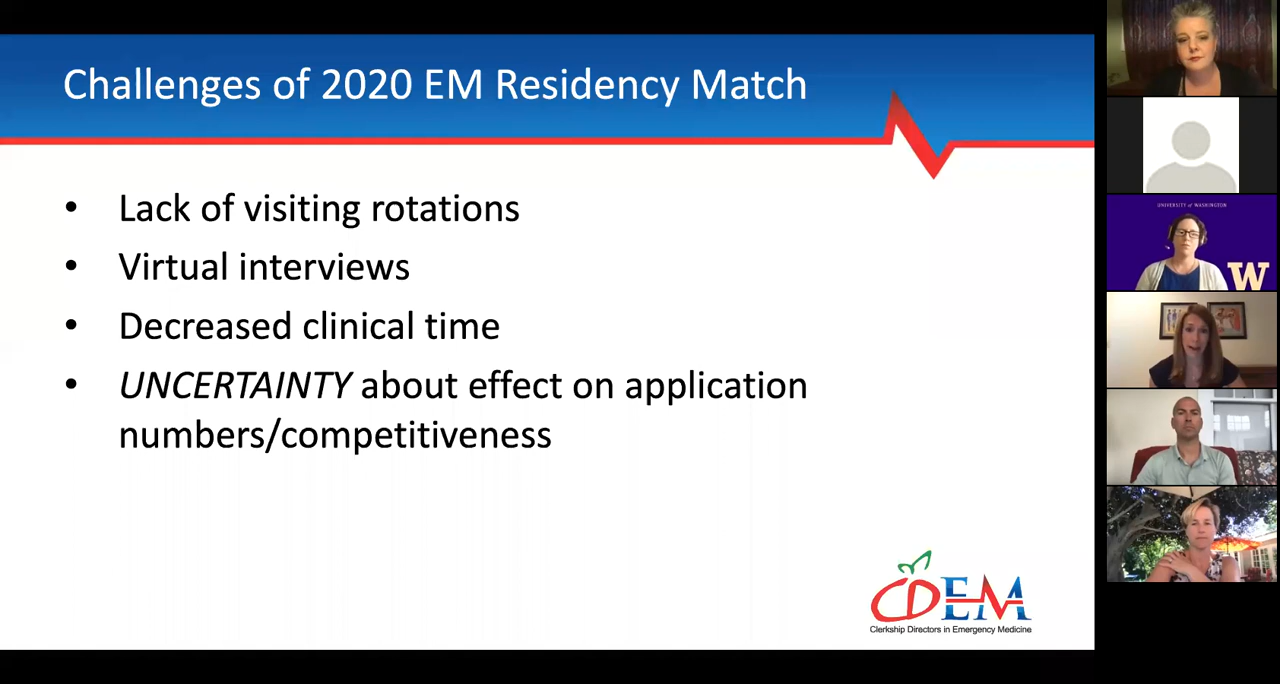 Challenges of 2020 EM Residency Match
• Lack of visiting rotations
• Virtual interviews
• Decreased clinical time
• UNCERTAINTY about effect on application
numbers/competitiveness
CDEM
Clerkship Directors in Emergency Medicine
UNIVERSITY of WASHINGTON
W